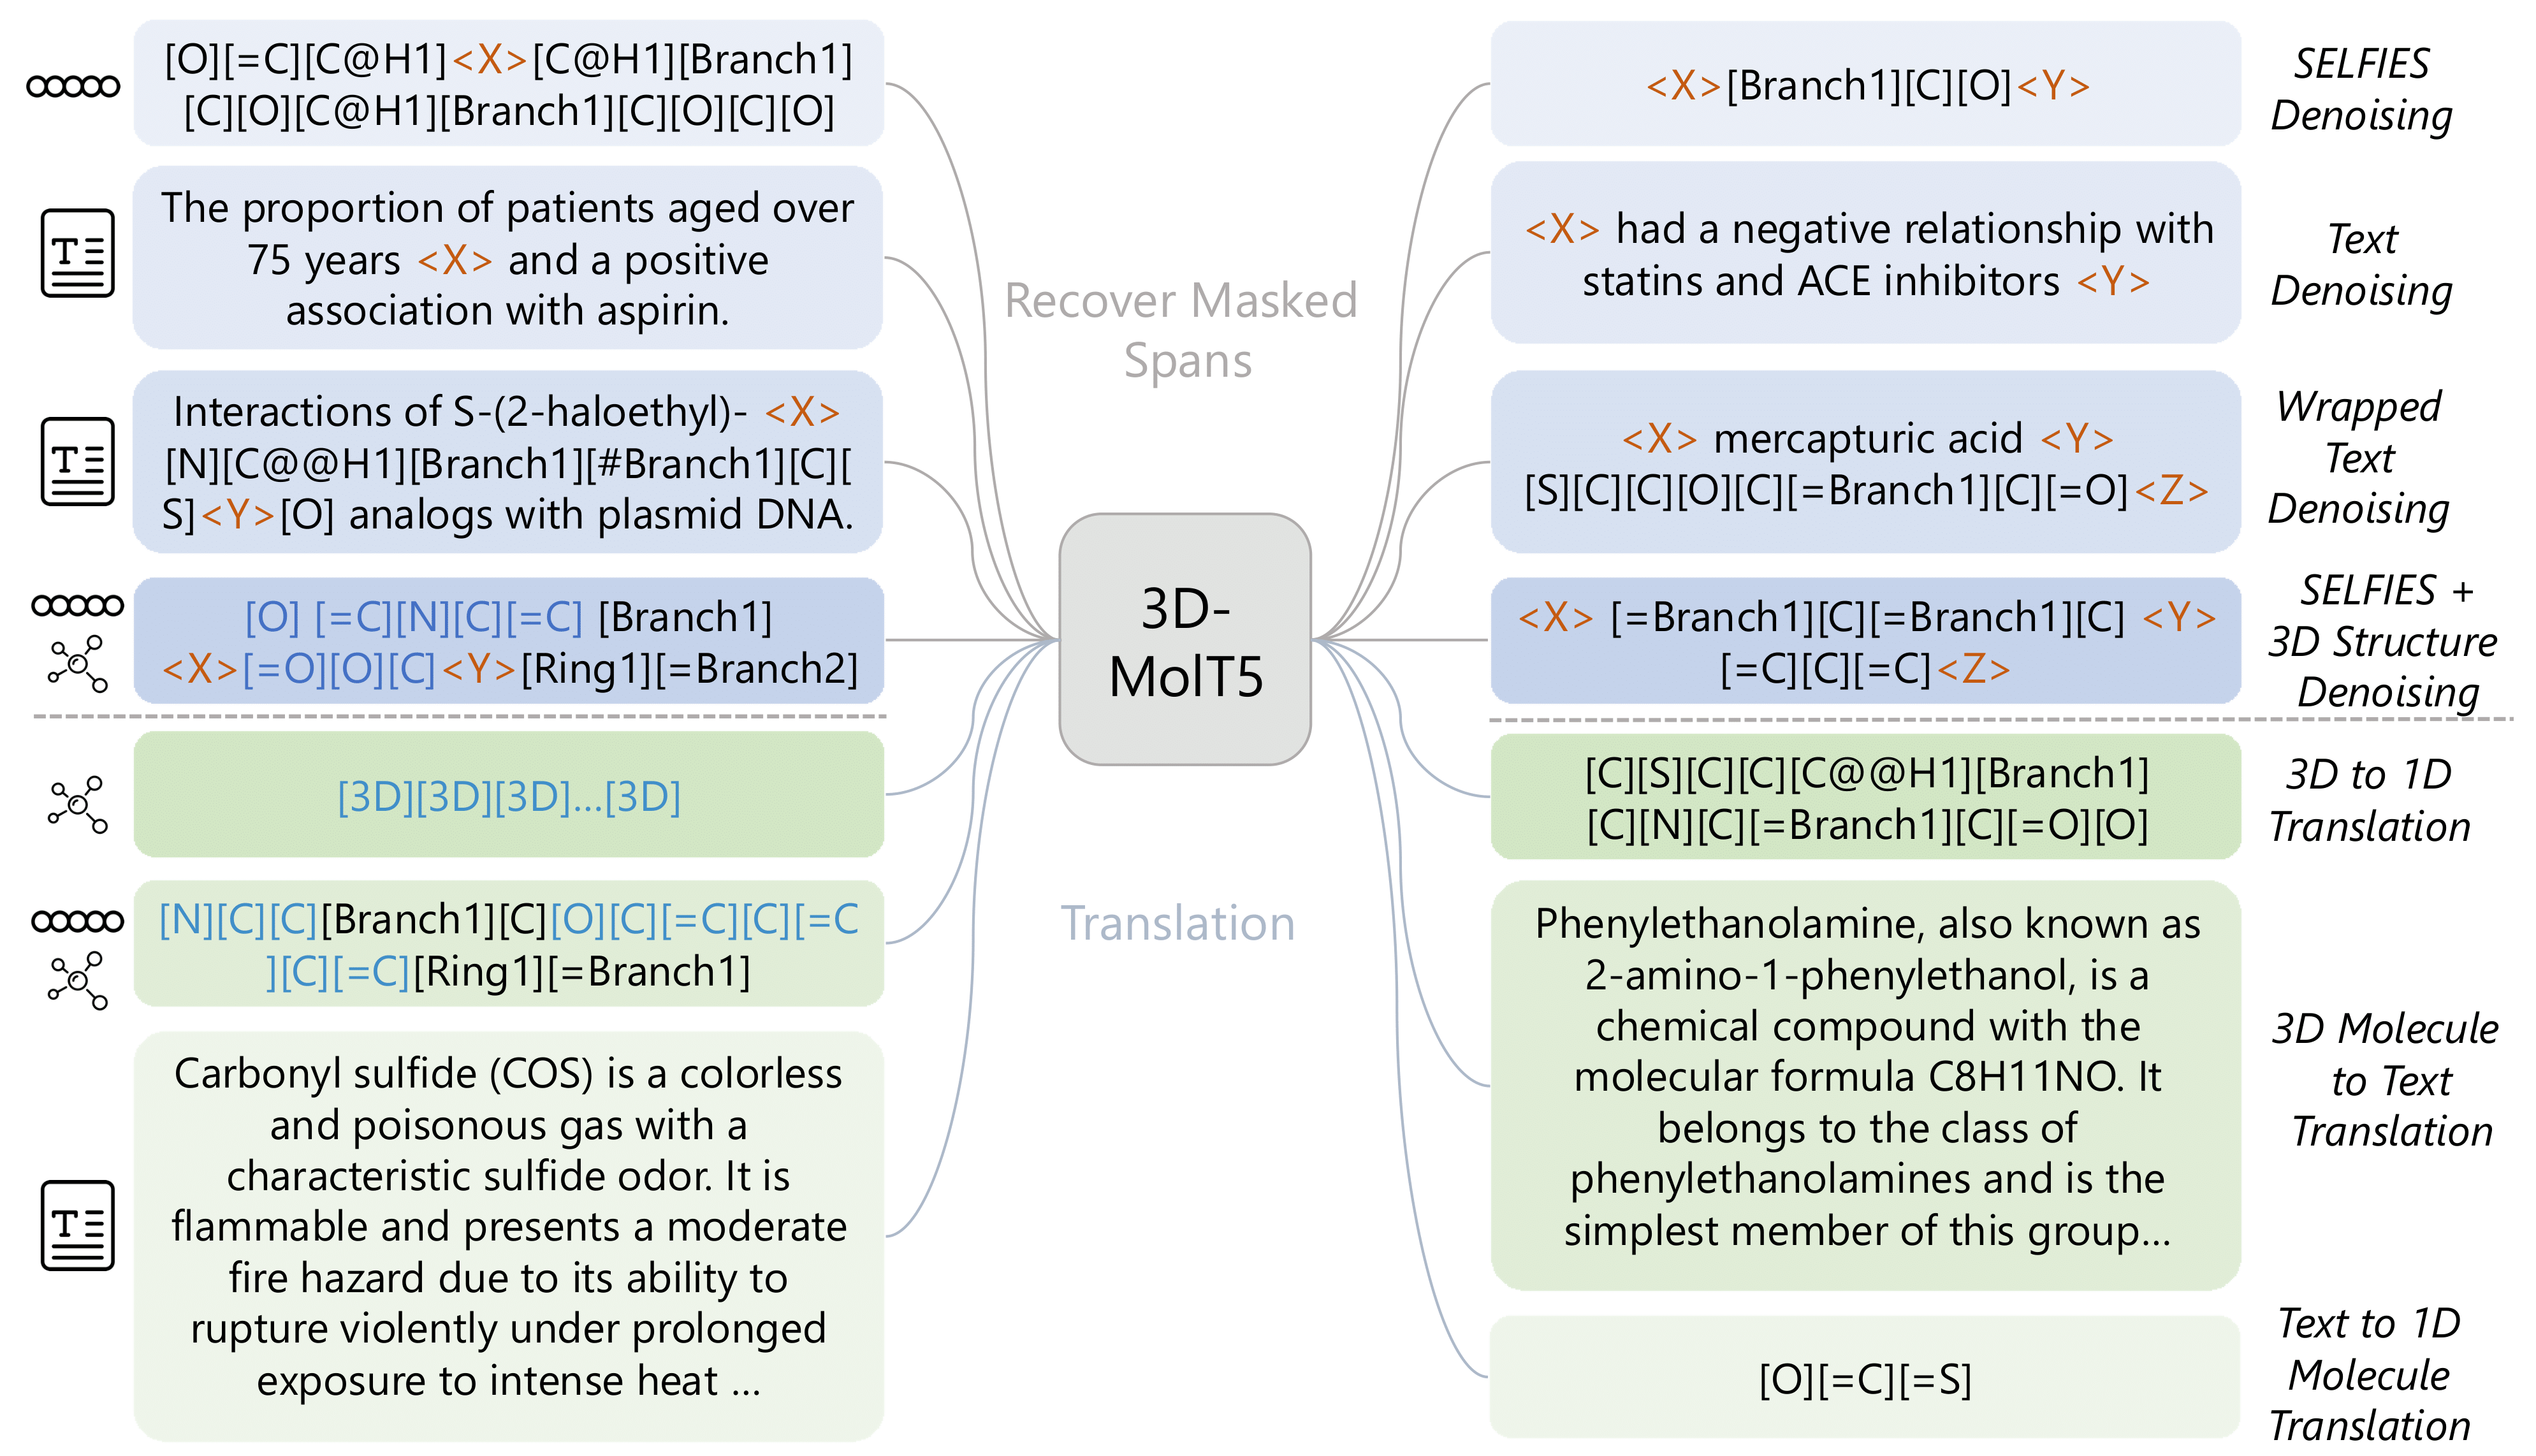 [O][=C][C@H1]<X>[C@H1][Branch1]
[C][O][C@H1][Branch1][C][O][C][O]
<X>[Branch1][C][O]<Y>
SELFIES
Denoising
The proportion of patients aged over
75 years <X> and a positive
association with aspirin.
<X> had a negative relationship with
statins and ACE inhibitors <Y>
Text
Denoising
Recover Masked
Spans
Interactions of S-(2-haloethyl)- <X>
[N][C@@H1][Branch1][#Branch1][C][
S]<Y>[O] analogs with plasmid DNA.
<X> mercapturic acid <Y>
[S][C][C][O][C][=Branch1][C][=O]<Z>
Wrapped
Text
Denoising
[O] [=C][N][C][=C] [Branch1]
<X>[=O][O][C]<Y>[Ring1][=Branch2]
3D-
MolT5
<X> [=Branch1][C][=Branch1][C] <Y>
[=C][C][=C]<Z>
SELFIES +
3D Structure
Denoising
[3D][3D][3D]...[3D]
[C][S][C][C][C@@H1][Branch1]
[C][N][C][=Branch1][C][=O][O]
3D to 1D
Translation
Translation
[N][C][C][Branch1][C][O][C][=C][C][=C
][C][=C][Ring1][=Branch1]
Phenylethanolamine, also known as
2-amino-1-phenylethanol, is a
chemical compound with the
molecular formula C8H11NO. It
belongs to the class of
phenylethanolamines and is the
simplest member of this group...
3D Molecule
to Text
Translation
Carbonyl sulfide (COS) is a colorless
and poisonous gas with a
characteristic sulfide odor. It is
flammable and presents a moderate
fire hazard due to its ability to
rupture violently under prolonged
exposure to intense heat ...
[O][=C][=S]
Text to 1D
Molecule
Translation
T
T
T